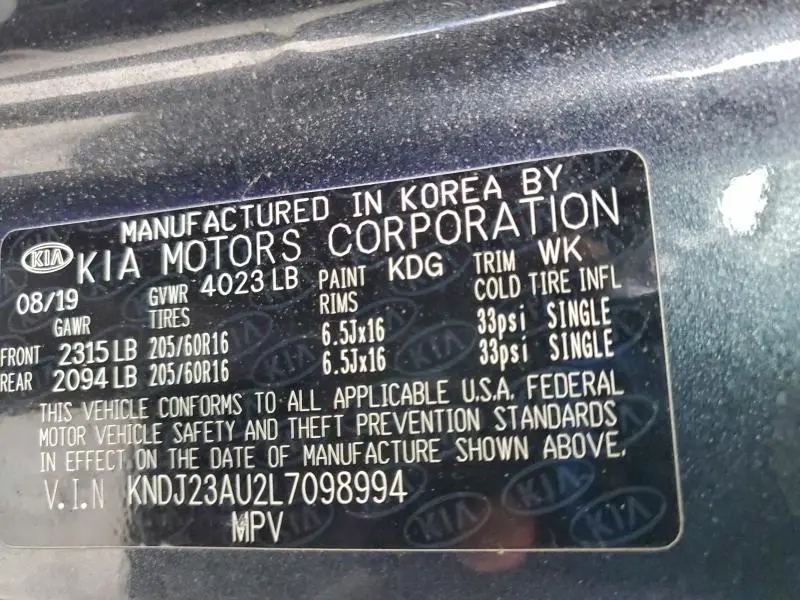 MANUFACTURED IN KOREA BY
KIA KIA MOTORS CORPORATION
08/19 GVWR 4023 LB PAINT KDG TRIM WK
GAWR TIRES RIMS COLD TIRE INFL
FRONT 2315 LB 205/60R16 6.5Jx16 33psi SINGLE
REAR 2094 LB 205/60R16 6.5Jx16 33psi SINGLE
THIS VEHICLE CONFORMS TO ALL APPLICABLE U.S.A. FEDERAL
MOTOR VEHICLE SAFETY AND THEFT PREVENTION STANDARDS
IN EFFECT ON THE DATE OF MANUFACTURE SHOWN ABOVE.
V.I.N KNDJ23AU2L7098994
MPV